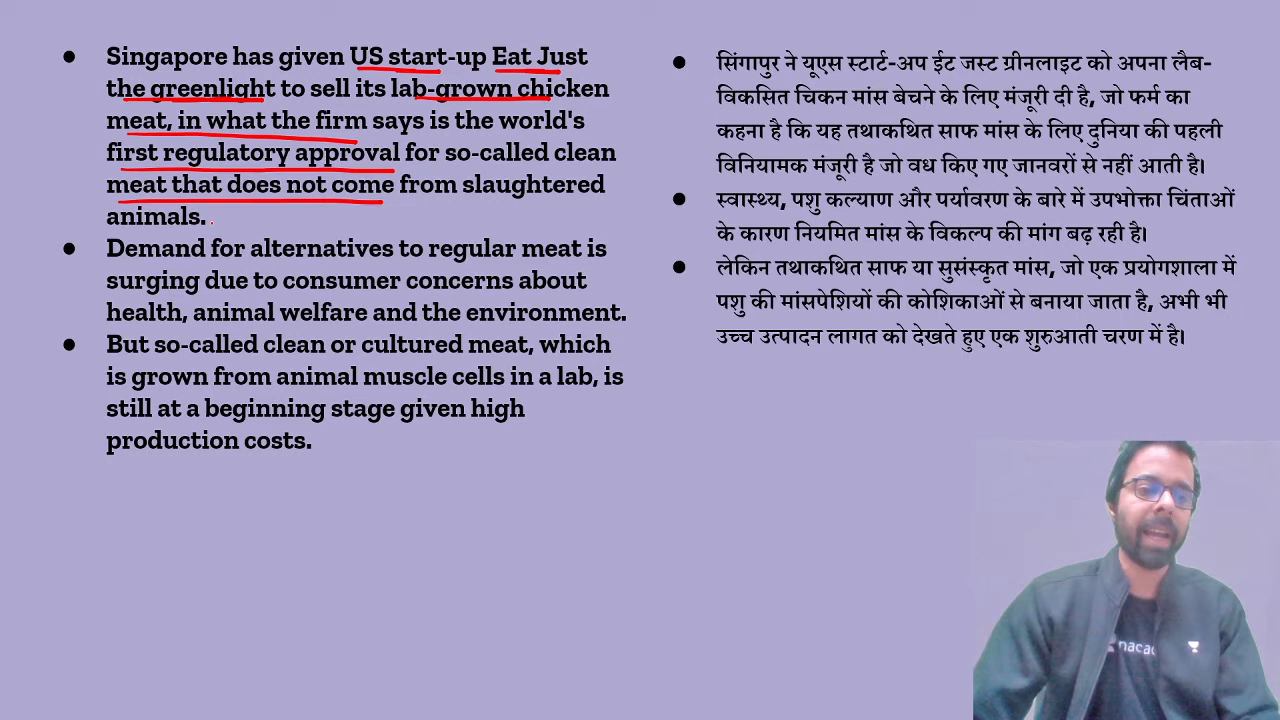 Singapore has given US start-up Eat Just
the greenlight to sell its lab-grown chicken
meat, in what the firm says is the world's
first regulatory approval for so-called clean
meat that does not come from slaughtered
animals.
Demand for alternatives to regular meat is
surging due to consumer concerns about
health, animal welfare and the environment.
But so-called clean or cultured meat, which
is grown from animal muscle cells in a lab, is
still at a beginning stage given high
production costs.
सिंगापुर ने यूएस स्टार्ट-अप ईट जस्ट ग्रीनलाइट को अपना लैब-
विकसित चिकन मांस बेचने के लिए मंजूरी दी है, जो फर्म का
कहना है कि यह तथाकथित साफ मांस के लिए दुनिया की पहली
विनियामक मंजूरी है जो वध किए गए जानवरों से नहीं आती है।
स्वास्थ्य, पशु कल्याण और पर्यावरण के बारे में उपभोक्ता चिंताओं
के कारण नियमित मांस के विकल्प की मांग बढ़ रही है।
लेकिन तथाकथित साफ या सुसंस्कृत मांस, जो एक प्रयोगशाला में
पशु की मांसपेशियों की कोशिकाओं से बनाया जाता है, अभी भी
उच्च उत्पादन लागत को देखते हुए एक शुरुआती चरण में है।